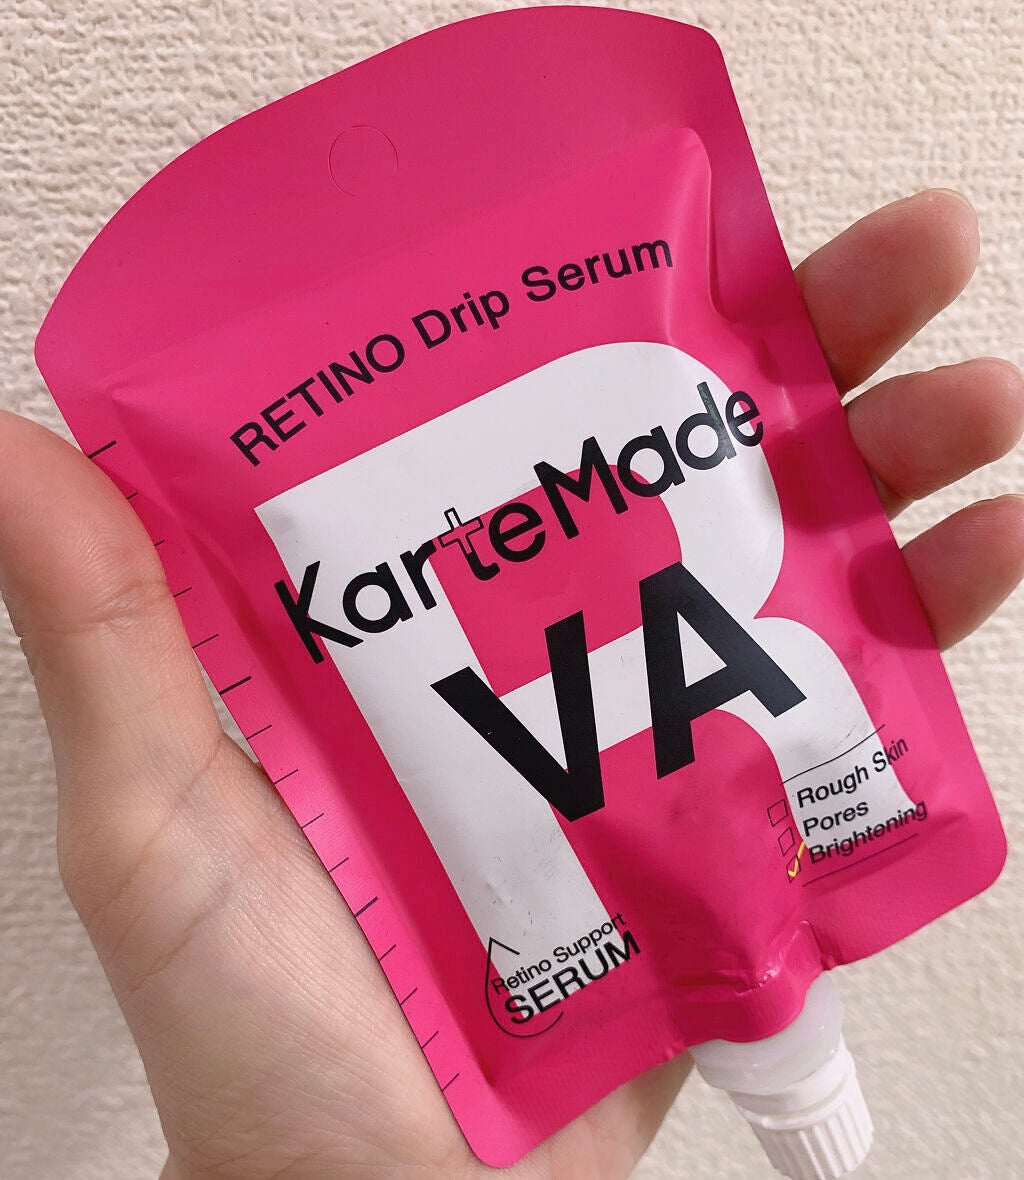 RETINO Drip Serum
KarteMade
VA
Rough Skin
Pores
Brightening
Retino Support
SERUM